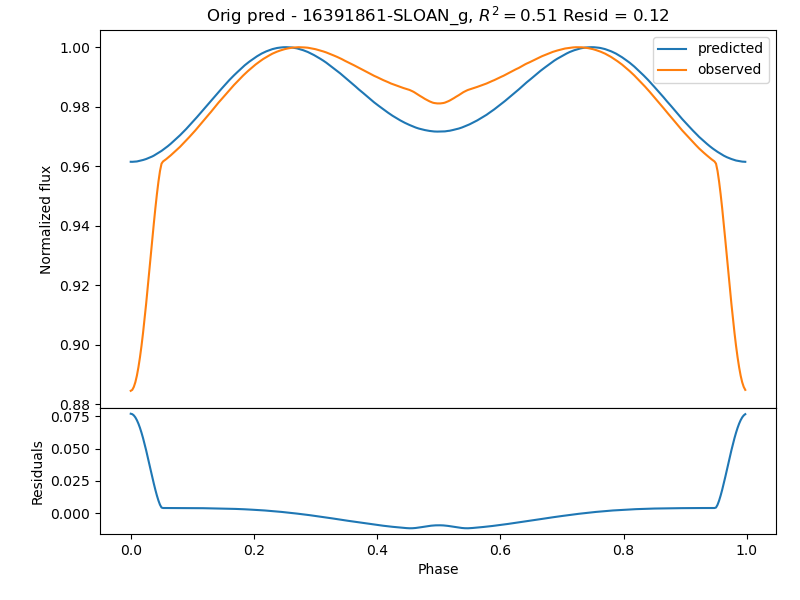 Orig pred - 16391861-SLOAN_g, R² = 0.51 Resid = 0.12
predicted
observed
Normalized flux
1.00
0.98
0.96
0.94
0.92
0.90
0.88
Residuals
0.075
0.050
0.025
0.000
0.0 0.2 0.4 0.6 0.8 1.0
Phase